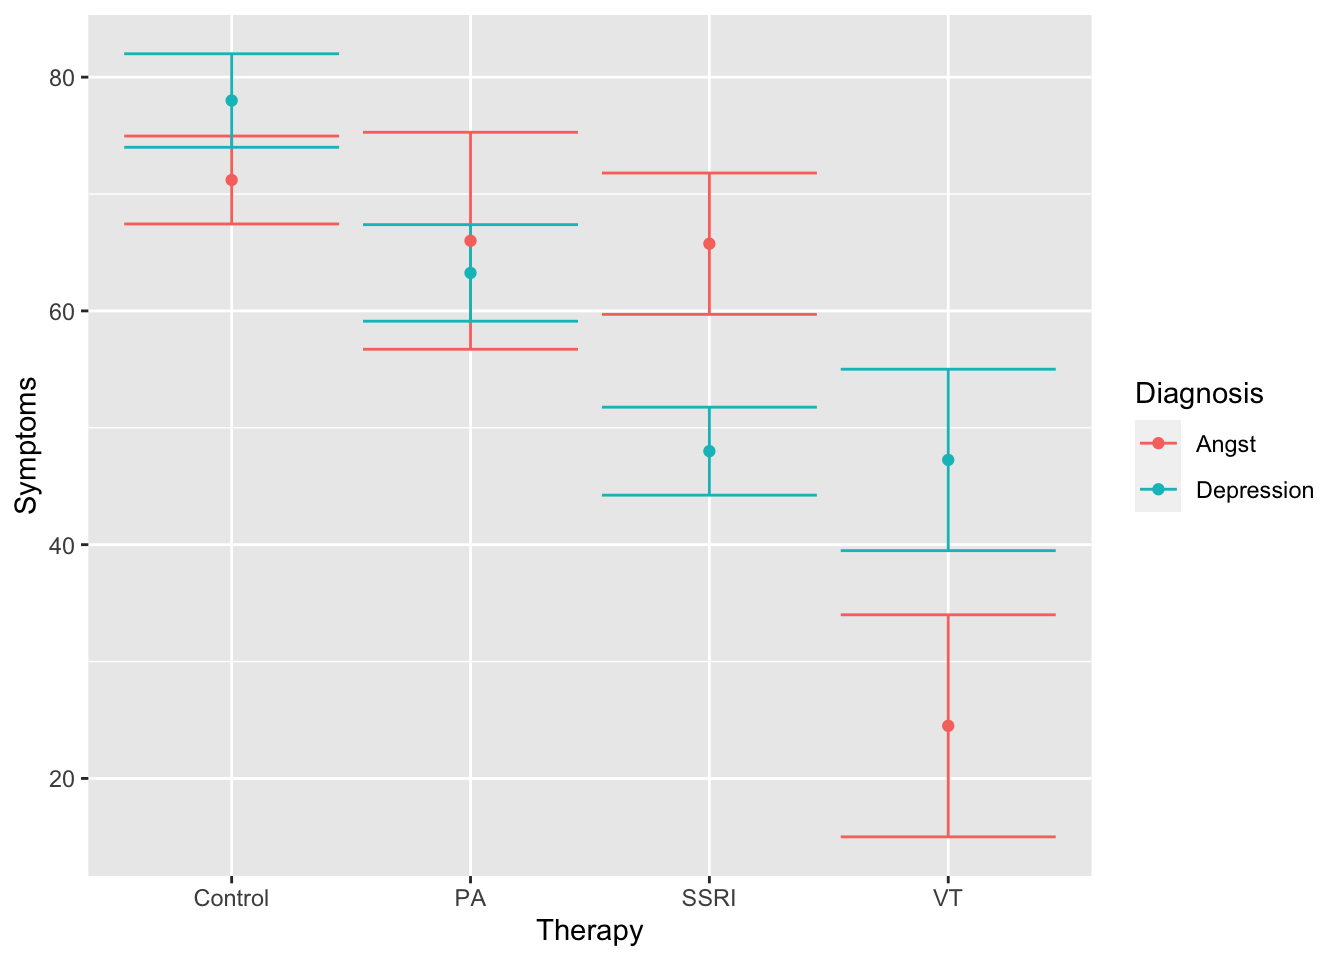 80
60
40
20
Symptoms
Control PA SSRI VT
Therapy
Diagnosis
Angst
Depression